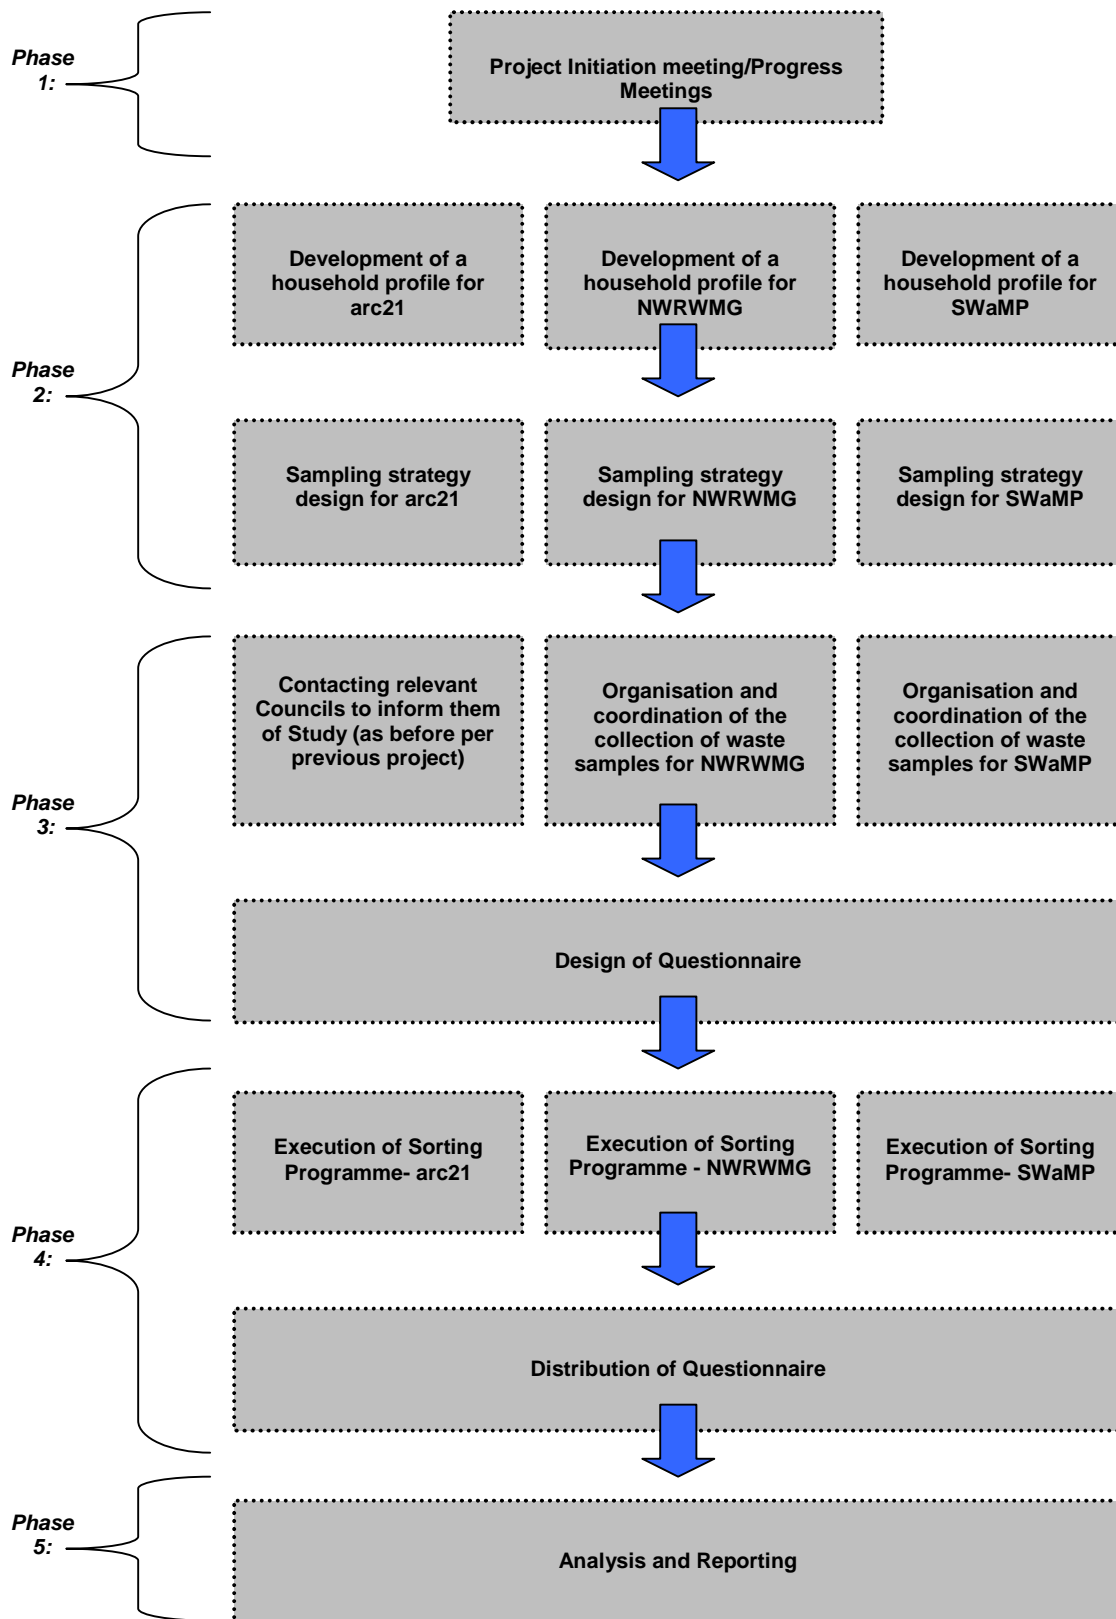 Phase
1:
Project Initiation meeting/Progress
Meetings
Phase
2:
Development of a
household profile for
arc21
Development of a
household profile for
NWRWMG
Development of a
household profile for
SWaMP
Sampling strategy
design for arc21
Sampling strategy
design for NWRWMG
Sampling strategy
design for SWaMP
Phase
3:
Contacting relevant
Councils to inform them
of Study (as before per
previous project)
Organisation and
coordination of the
collection of waste
samples for NWRWMG
Organisation and
coordination of the
collection of waste
samples for SWaMP
Design of Questionnaire
Phase
4:
Execution of Sorting
Programme- arc21
Execution of Sorting
Programme - NWRWMG
Execution of Sorting
Programme- SWaMP
Distribution of Questionnaire
Phase
5:
Analysis and Reporting